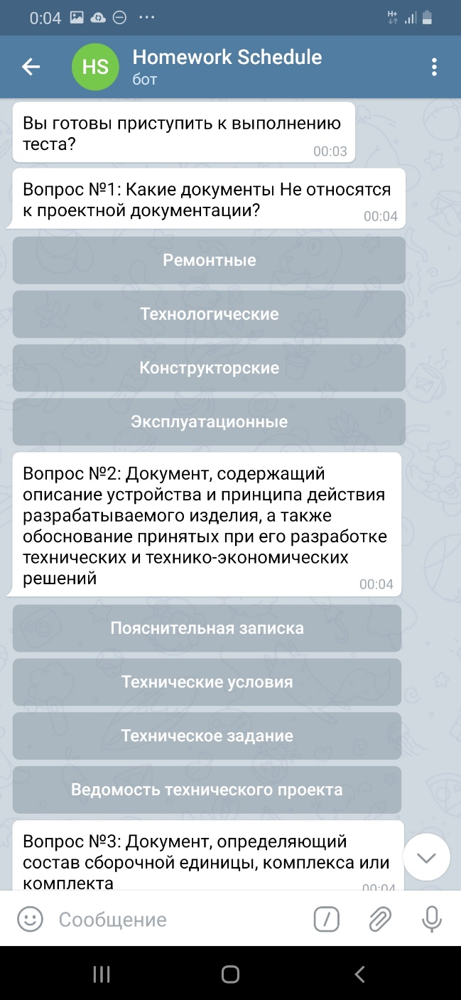 0:04
H+
HS
Homework Schedule
бот
Вы готовы приступить к выполнению
теста?
00:03
Вопрос №1: Какие документы Не относятся
к проектной документации?
00:04
Ремонтные
Технологические
Конструкторские
Эксплуатационные
Вопрос №2: Документ, содержащий
описание устройства и принципа действия
разрабатываемого изделия, а также
обоснование принятых при его разработке
технических и технико-экономических
решений
00:04
Пояснительная записка
Технические условия
Техническое задание
Ведомость технического проекта
Вопрос №3: Документ, определяющий
состав сборочной единицы, комплекса или
комплекта
00:04
Сообщение